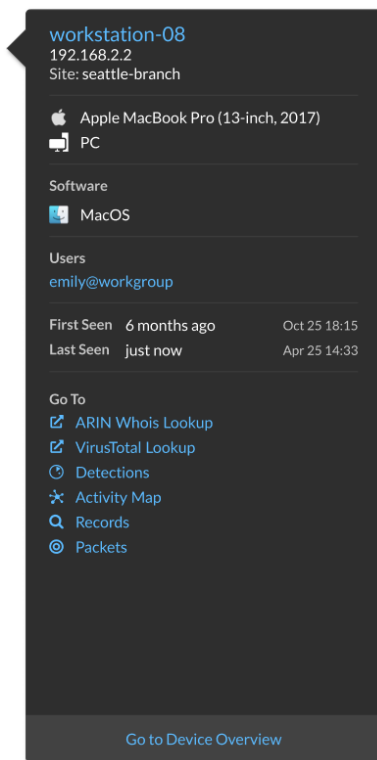 workstation-08
192.168.2.2
Site: seattle-branch
Apple MacBook Pro (13-inch, 2017)
PC
Software
MacOS
Users
emily@workgroup
First Seen 6 months ago Oct 25 18:15
Last Seen just now Apr 25 14:33
Go To
ARIN Whois Lookup
VirusTotal Lookup
Detections
Activity Map
Records
Packets
Go to Device Overview